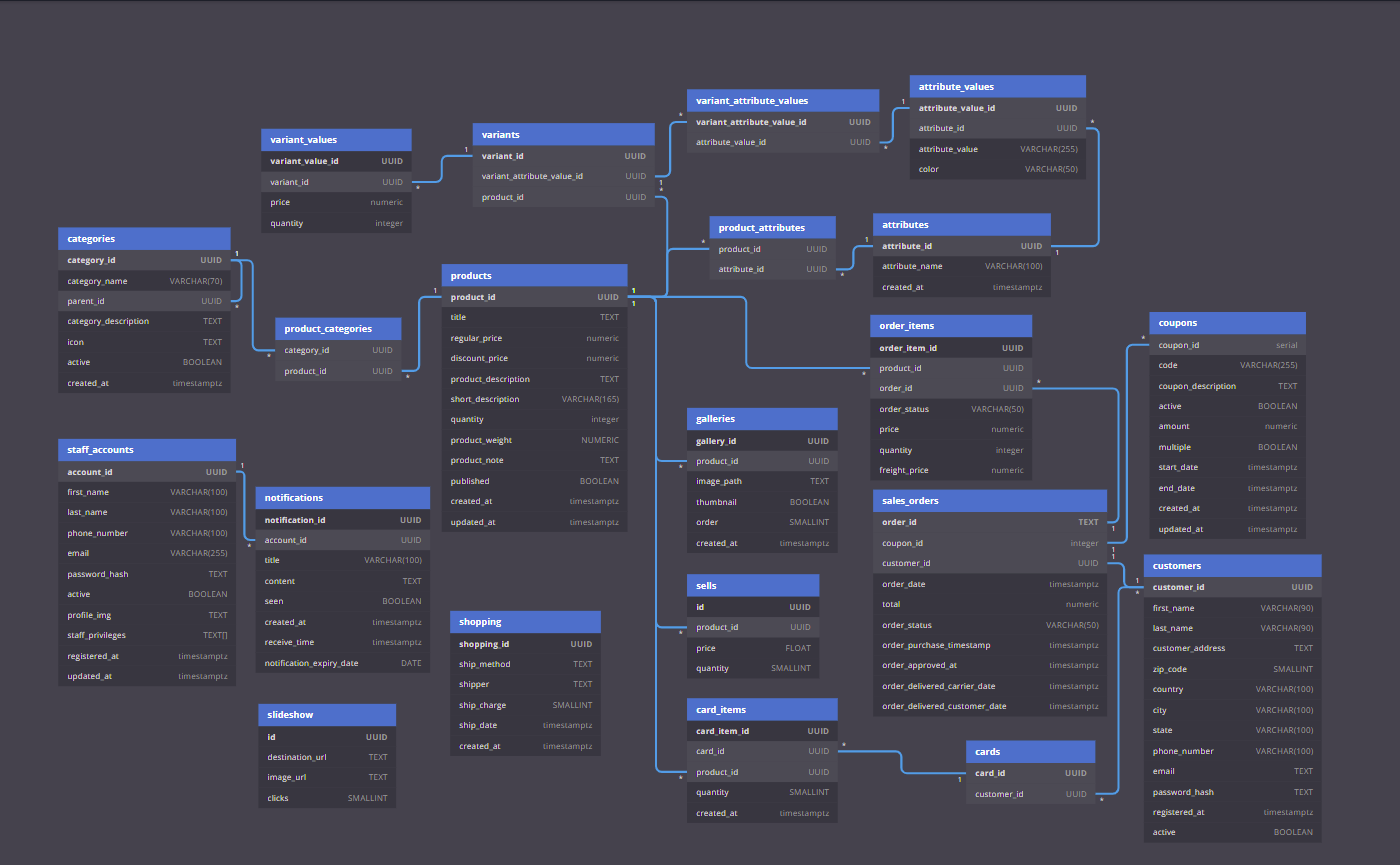 variant_values
variant_value_id UUID
variant_id UUID
price numeric
quantity integer
variants
variant_id UUID
variant_attribute_value_id UUID
product_id UUID
variant_attribute_values
variant_attribute_value_id UUID
attribute_value_id UUID
attribute_values
attribute_value_id UUID
attribute_id UUID
attribute_value VARCHAR(255)
color VARCHAR(50)
categories
category_id UUID
category_name VARCHAR(70)
parent_id UUID
category_description TEXT
icon TEXT
active BOOLEAN
created_at timestamptz
product_categories
category_id UUID
product_id UUID
products
product_id UUID
title TEXT
regular_price numeric
discount_price numeric
product_description TEXT
short_description VARCHAR(165)
quantity integer
product_weight NUMERIC
product_note TEXT
published BOOLEAN
created_at timestamptz
updated_at timestamptz
product_attributes
product_id UUID
attribute_id UUID
attributes
attribute_id UUID
attribute_name VARCHAR(100)
created_at timestamptz
order_items
order_item_id UUID
product_id UUID
order_id UUID
order_status VARCHAR(50)
price numeric
quantity integer
freight_price numeric
coupons
coupon_id serial
code VARCHAR(255)
coupon_description TEXT
active BOOLEAN
amount numeric
multiple BOOLEAN
start_date timestamptz
end_date timestamptz
created_at timestamptz
updated_at timestamptz
staff_accounts
account_id UUID
first_name VARCHAR(100)
last_name VARCHAR(100)
phone_number VARCHAR(100)
email VARCHAR(255)
password_hash TEXT
active BOOLEAN
profile_img TEXT
staff_privileges TEXT[]
registered_at timestamptz
updated_at timestamptz
notifications
notification_id UUID
account_id UUID
title VARCHAR(100)
content TEXT
seen BOOLEAN
created_at timestamptz
receive_time timestamptz
notification_expiry_date DATE
galleries
gallery_id UUID
product_id UUID
image_path TEXT
thumbnail BOOLEAN
order SMALLINT
created_at timestamptz
sales_orders
order_id TEXT
coupon_id integer
customer_id UUID
order_date timestamptz
total numeric
order_status VARCHAR(50)
order_purchase_timestamp timestamptz
order_approved_at timestamptz
order_delivered_carrier_date timestamptz
order_delivered_customer_date timestamptz
customers
customer_id UUID
first_name VARCHAR(90)
last_name VARCHAR(90)
customer_address TEXT
zip_code SMALLINT
country VARCHAR(100)
city VARCHAR(100)
state VARCHAR(100)
phone_number VARCHAR(100)
email TEXT
password_hash TEXT
registered_at timestamptz
active BOOLEAN
sells
id UUID
product_id UUID
price FLOAT
quantity SMALLINT
shopping
shopping_id UUID
ship_method TEXT
shipper TEXT
ship_charge SMALLINT
ship_date timestamptz
created_at timestamptz
slideshow
id UUID
destination_url TEXT
image_url TEXT
clicks SMALLINT
card_items
card_item_id UUID
card_id UUID
product_id UUID
quantity SMALLINT
created_at timestamptz
cards
card_id UUID
customer_id UUID